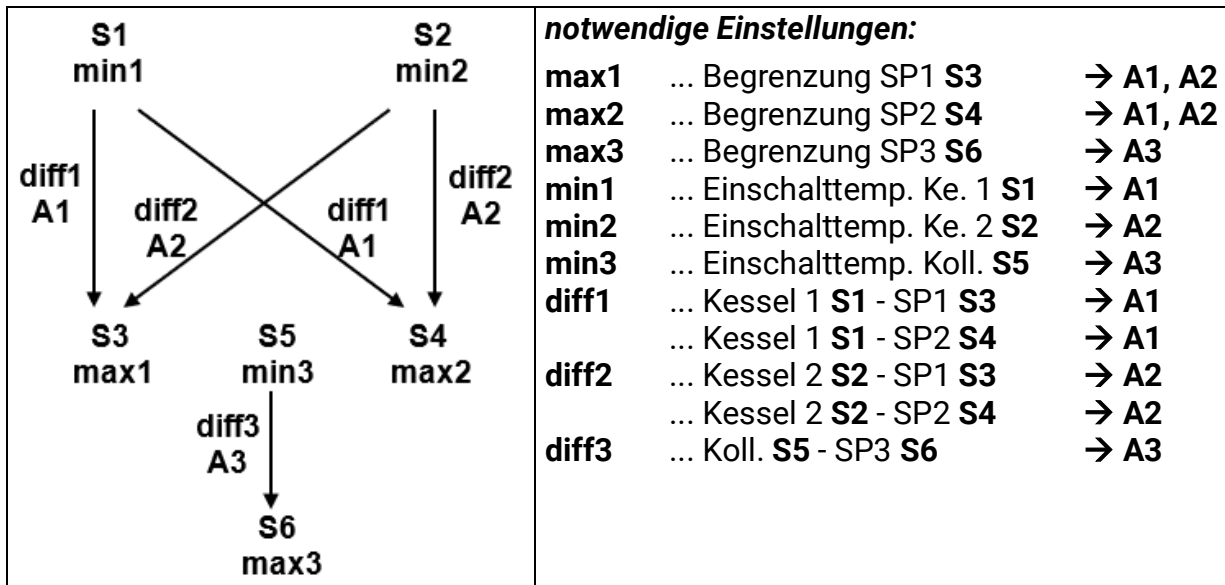 S1 S2
min1 min2
diff1 diff2
A1 diff2 diff1 A2
A2 A1
S3 S5 S4
max1 min3 max2
diff3
A3
S6
max3
notwendige Einstellungen:
max1 ... Begrenzung SP1 S3 → A1, A2
max2 ... Begrenzung SP2 S4 → A1, A2
max3 ... Begrenzung SP3 S6 → A3
min1 ... Einschalttemp. Ke. 1 S1 → A1
min2 ... Einschalttemp. Ke. 2 S2 → A2
min3 ... Einschalttemp. Koll. S5 → A3
diff1 ... Kessel 1 S1 - SP1 S3 → A1
... Kessel 1 S1 - SP2 S4 → A1
diff2 ... Kessel 2 S2 - SP1 S3 → A2
... Kessel 2 S2 - SP2 S4 → A2
diff3 ... Koll. S5 - SP3 S6 → A3